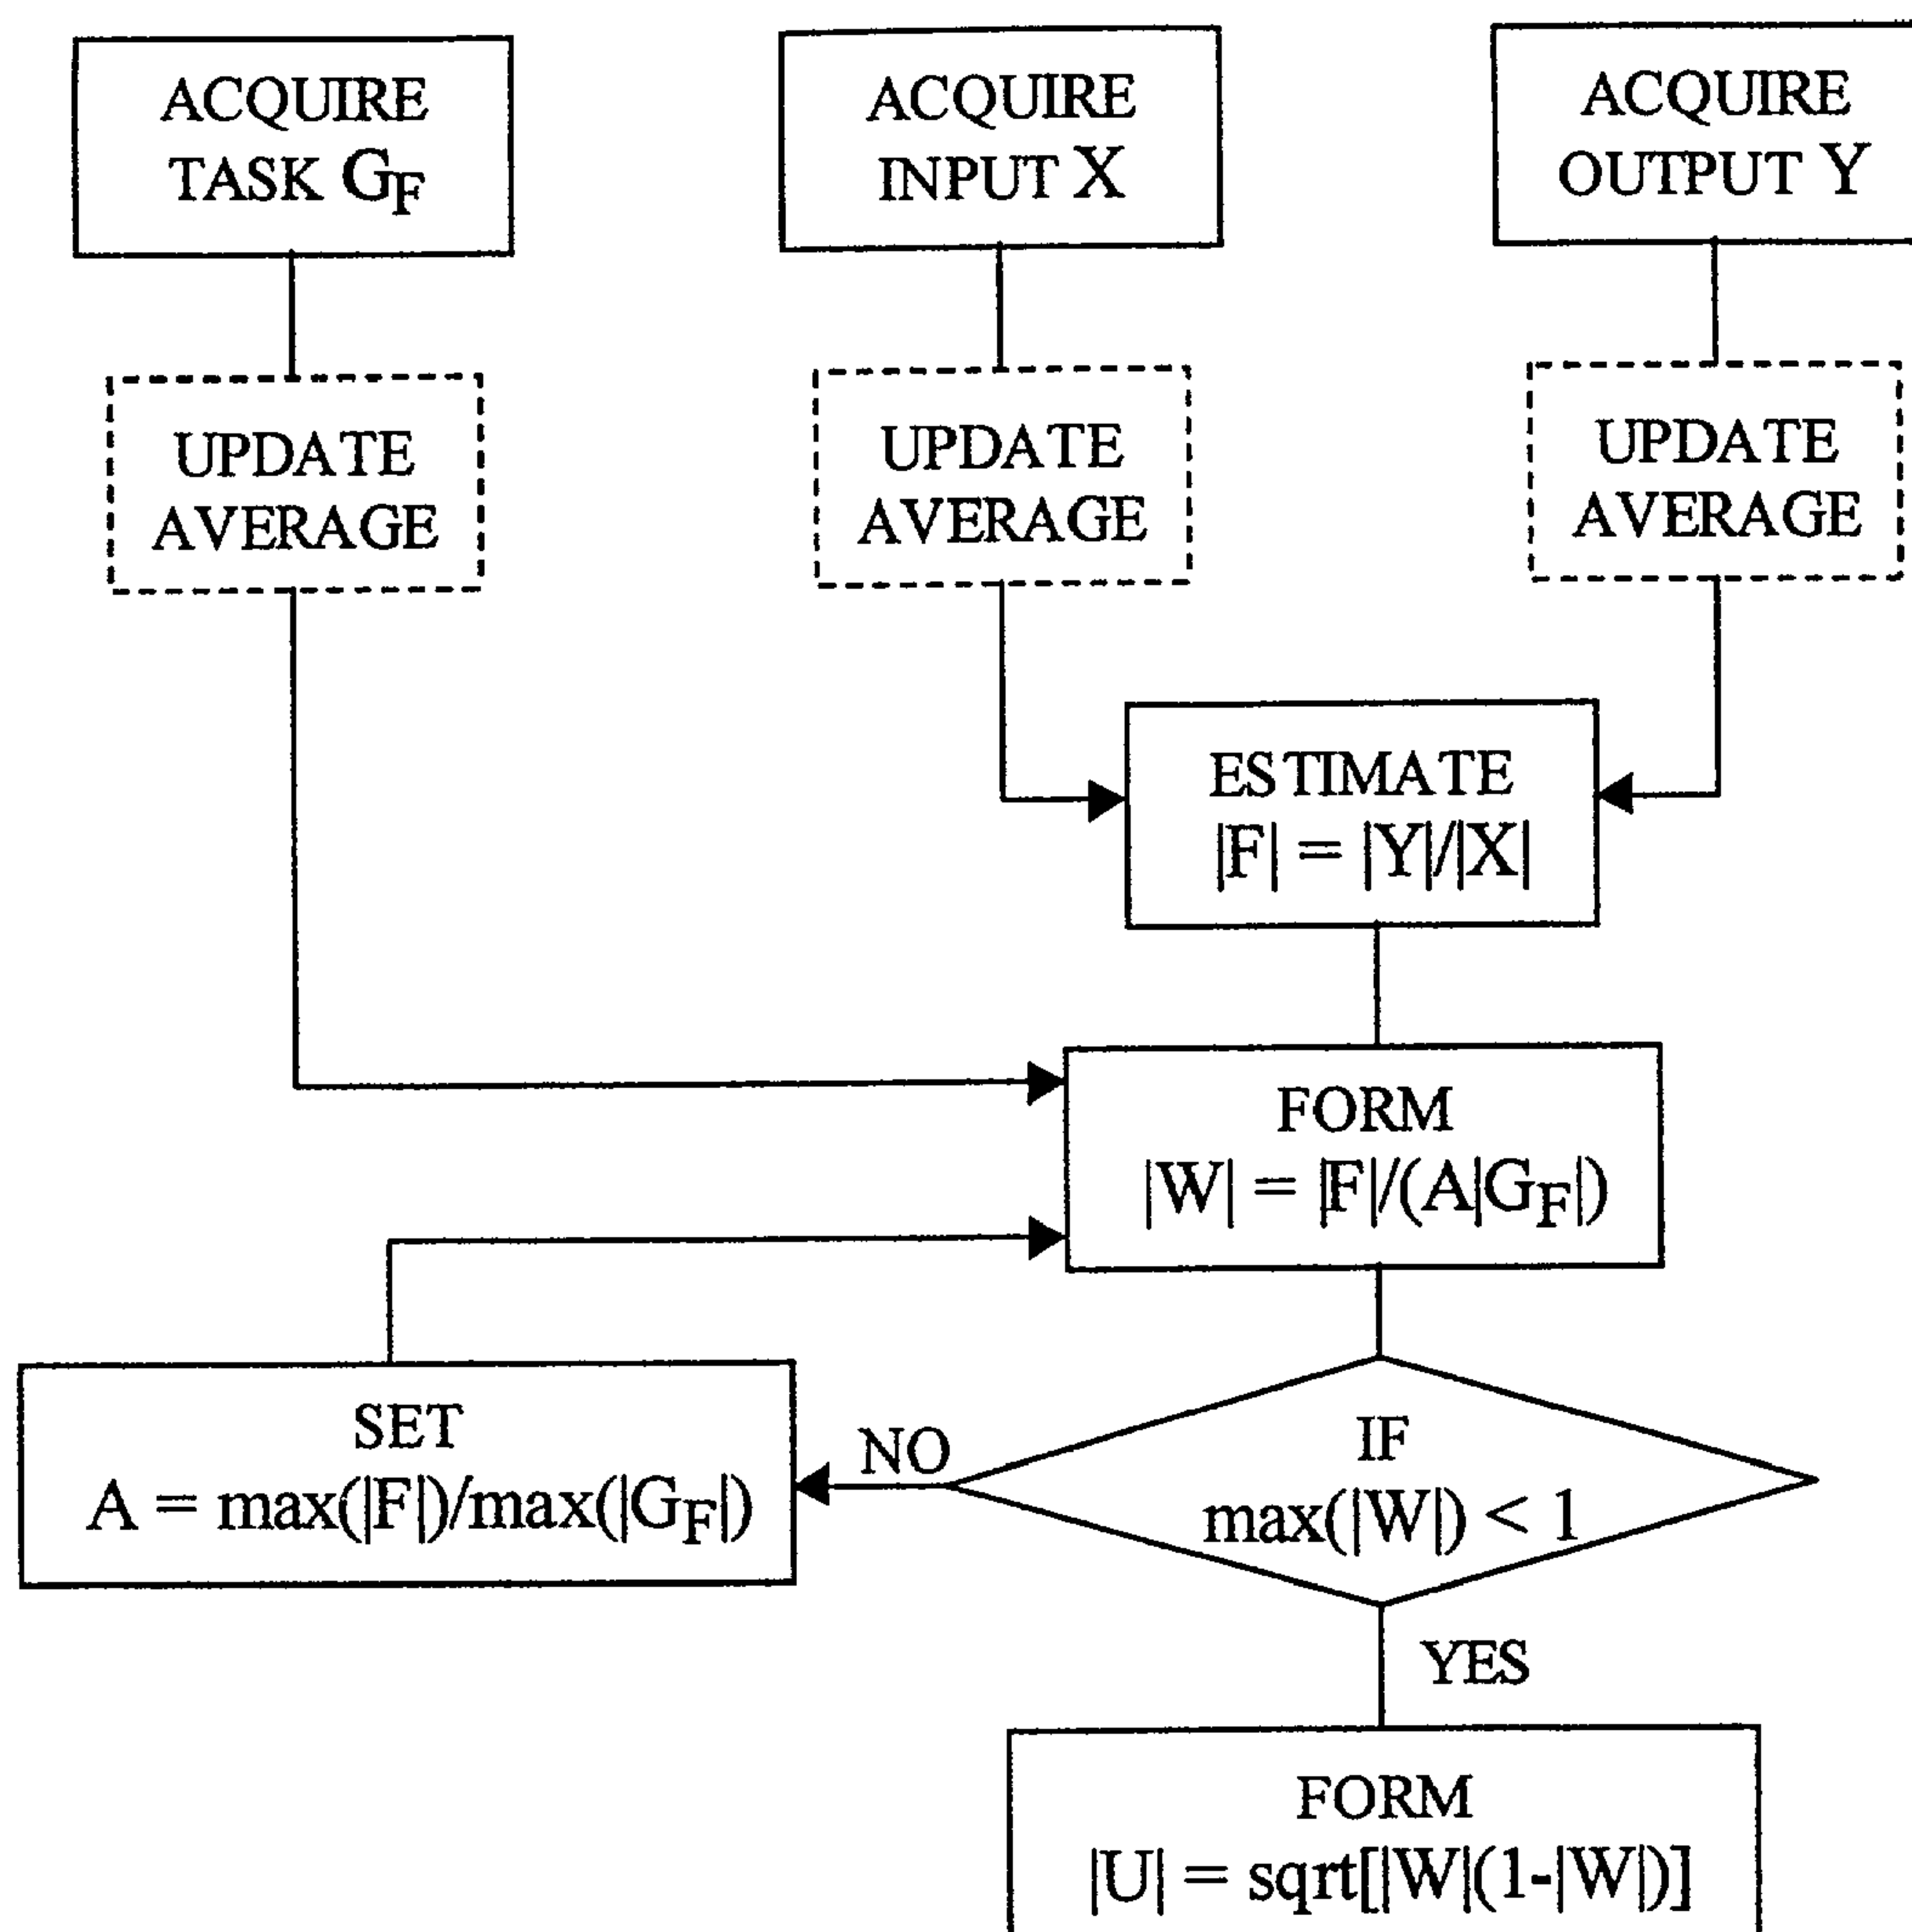 ACQUIRE
TASK GF
ACQUIRE
INPUT X
ACQUIRE
OUTPUT Y
UPDATE
AVERAGE
UPDATE
AVERAGE
UPDATE
AVERAGE
ESTIMATE
|F| = |Y|/|X|
FORM
|W| = |F|/(A|GF|)
SET
A = max(|F|)/max(|GF|)
NO
IF
max(|W|) < 1
YES
FORM
|U| = sqrt[|W|(1-|W|)]